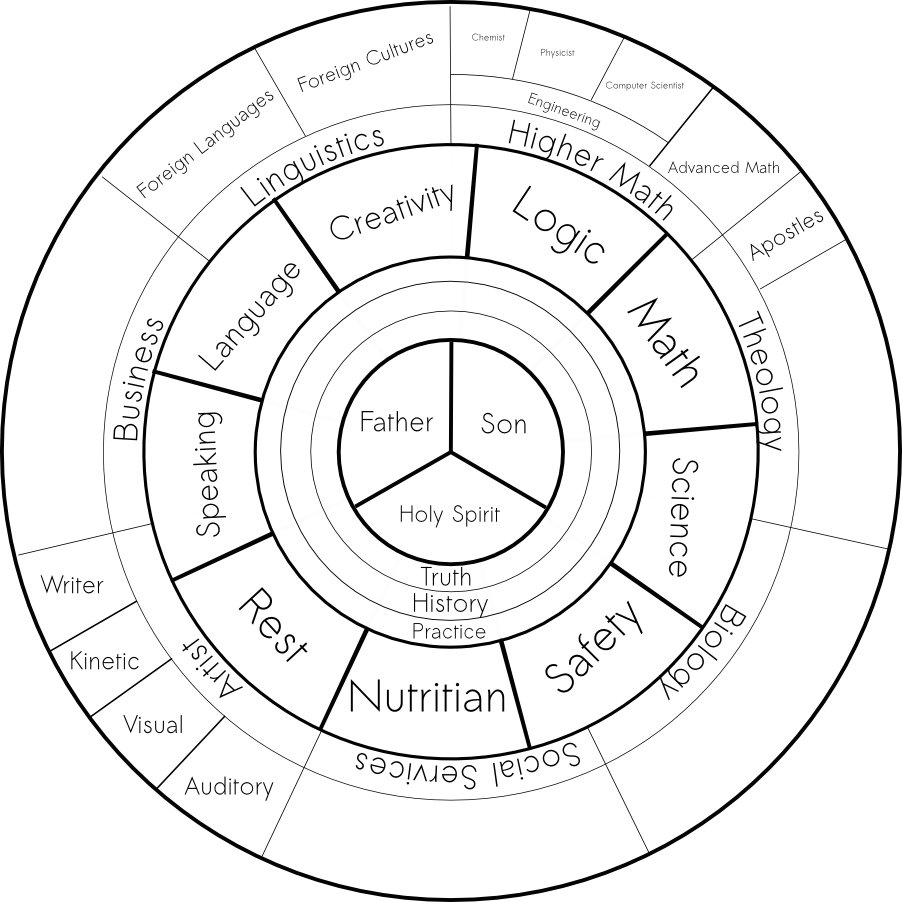 Chemist
Physicist
Computer Scientist
Engineering
Foreign Cultures
Foreign Languages
Advanced Math
Apostles
Linguistics
Higher Math
Theology
Biology
Social Services
Artist
Business
Creativity
Logic
Math
Science
Safety
Nutritian
Rest
Speaking
Language
Father
Son
Holy Spirit
Truth
History
Practice
Writer
Kinetic
Visual
Auditory